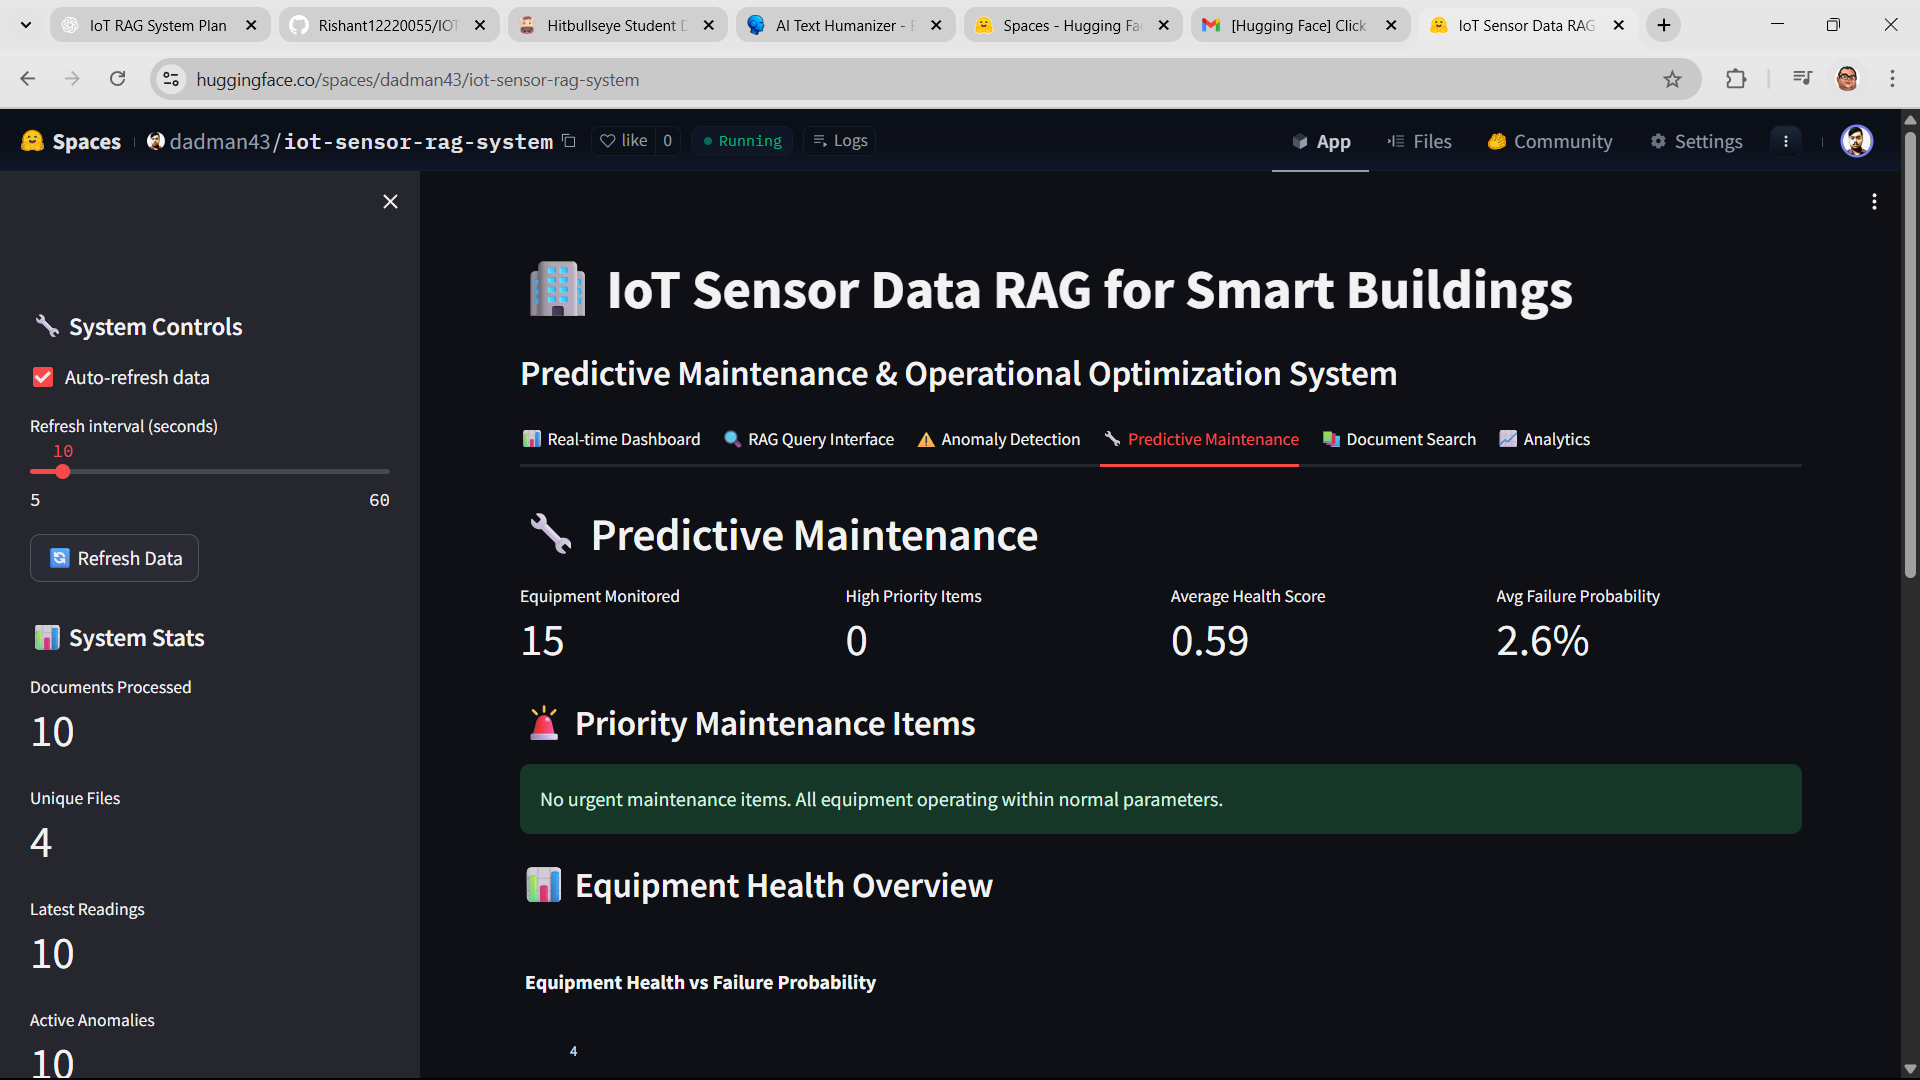 IoT RAG System Plan
Rishant12220055/IOT
Hitbullseye Student D
AI Text Humanizer - F
Spaces - Hugging Fac
[Hugging Face] Click
IoT Sensor Data RAG
huggingface.co/spaces/dadman43/iot-sensor-rag-system
Spaces
dadman43/iot-sensor-rag-system
like 0
Running
Logs
App
Files
Community
Settings
System Controls
Auto-refresh data
Refresh interval (seconds)
10
5 60
Refresh Data
System Stats
Documents Processed
10
Unique Files
4
Latest Readings
10
Active Anomalies
10
IoT Sensor Data RAG for Smart Buildings
Predictive Maintenance & Operational Optimization System
Real-time Dashboard
RAG Query Interface
Anomaly Detection
Predictive Maintenance
Document Search
Analytics
Predictive Maintenance
Equipment Monitored
15
High Priority Items
0
Average Health Score
0.59
Avg Failure Probability
2.6%
Priority Maintenance Items
No urgent maintenance items. All equipment operating within normal parameters.
Equipment Health Overview
Equipment Health vs Failure Probability
4